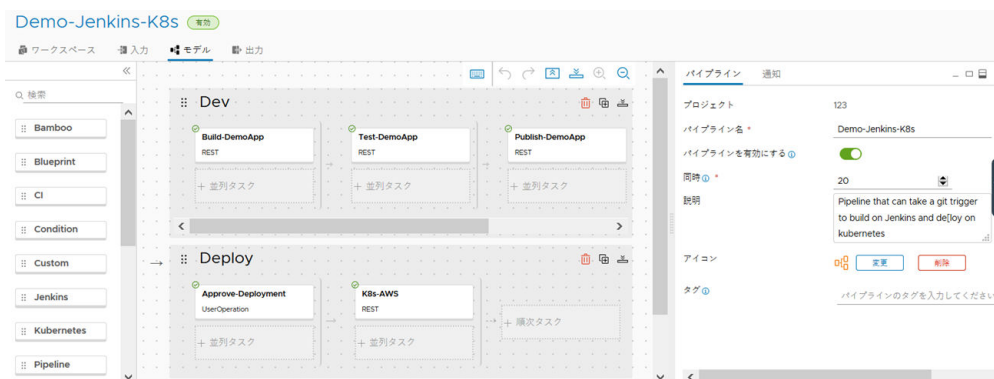 Demo-Jenkins-K8s 有効
ワークスペース 入力 モデル 出力
検索
Bamboo
Blueprint
CI
Condition
Custom
Jenkins
Kubernetes
Pipeline
Dev
Build-DemoApp
REST
+ 並列タスク
Test-DemoApp
REST
+ 並列タスク
Publish-DemoApp
REST
+ 並列タスク
Deploy
Approve-Deployment
UserOperation
+ 並列タスク
K8s-AWS
REST
+ 並列タスク
+ 順次タスク
パイプライン 通知
プロジェクト 123
パイプライン名 * Demo-Jenkins-K8s
パイプラインを有効にする
同時 * 20
説明
Pipeline that can take a git trigger
to build on Jenkins and de[loy on
kubernetes
アイコン 変更 削除
タグ パイプラインのタグを入力してください